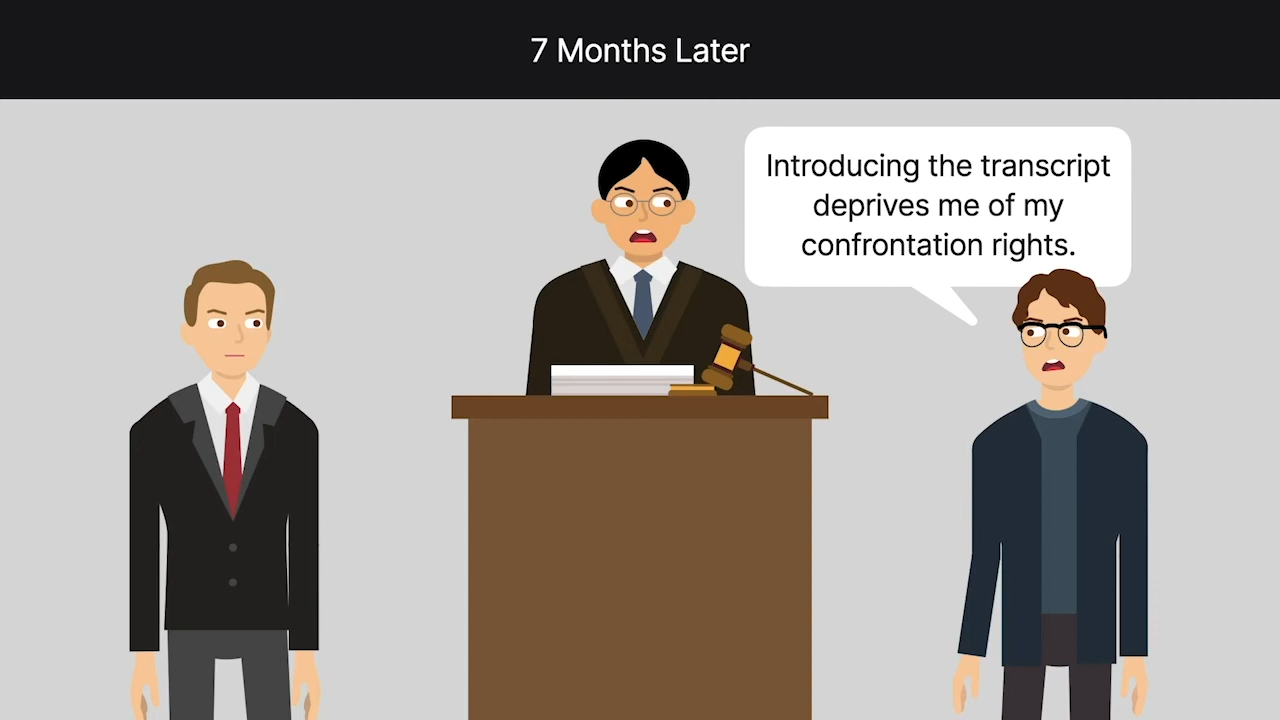 7 Months Later
Introducing the transcript
deprives me of my
confrontation rights.